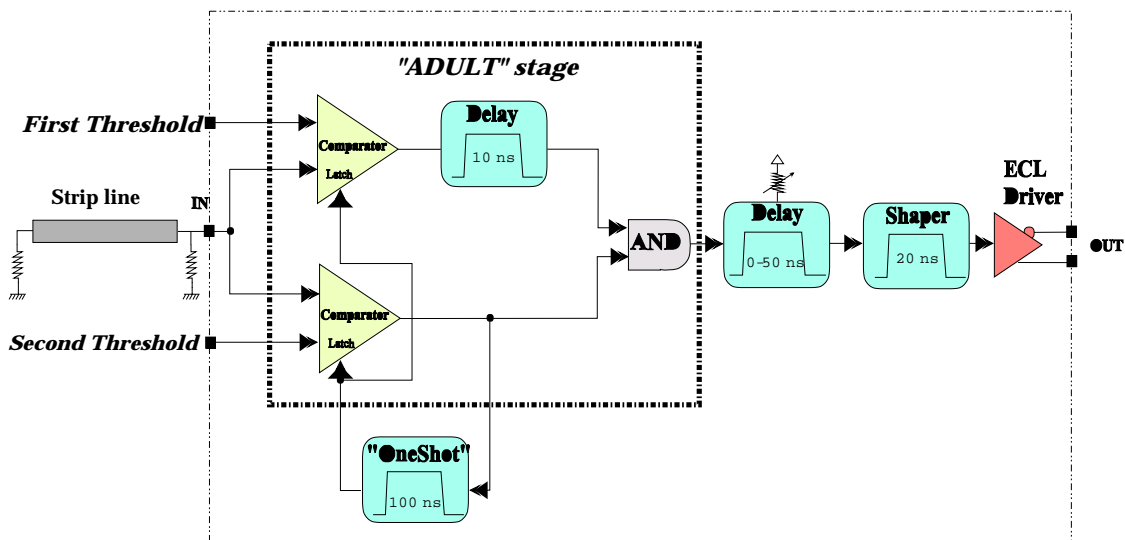 "ADULT" stage
First Threshold
Comparator
Latch
Delay
10 ns
Strip line
IN
AND
Delay
0-50 ns
Shaper
20 ns
ECL
Driver
OUT
Second Threshold
Comparator
Latch
"OneShot"
100 ns